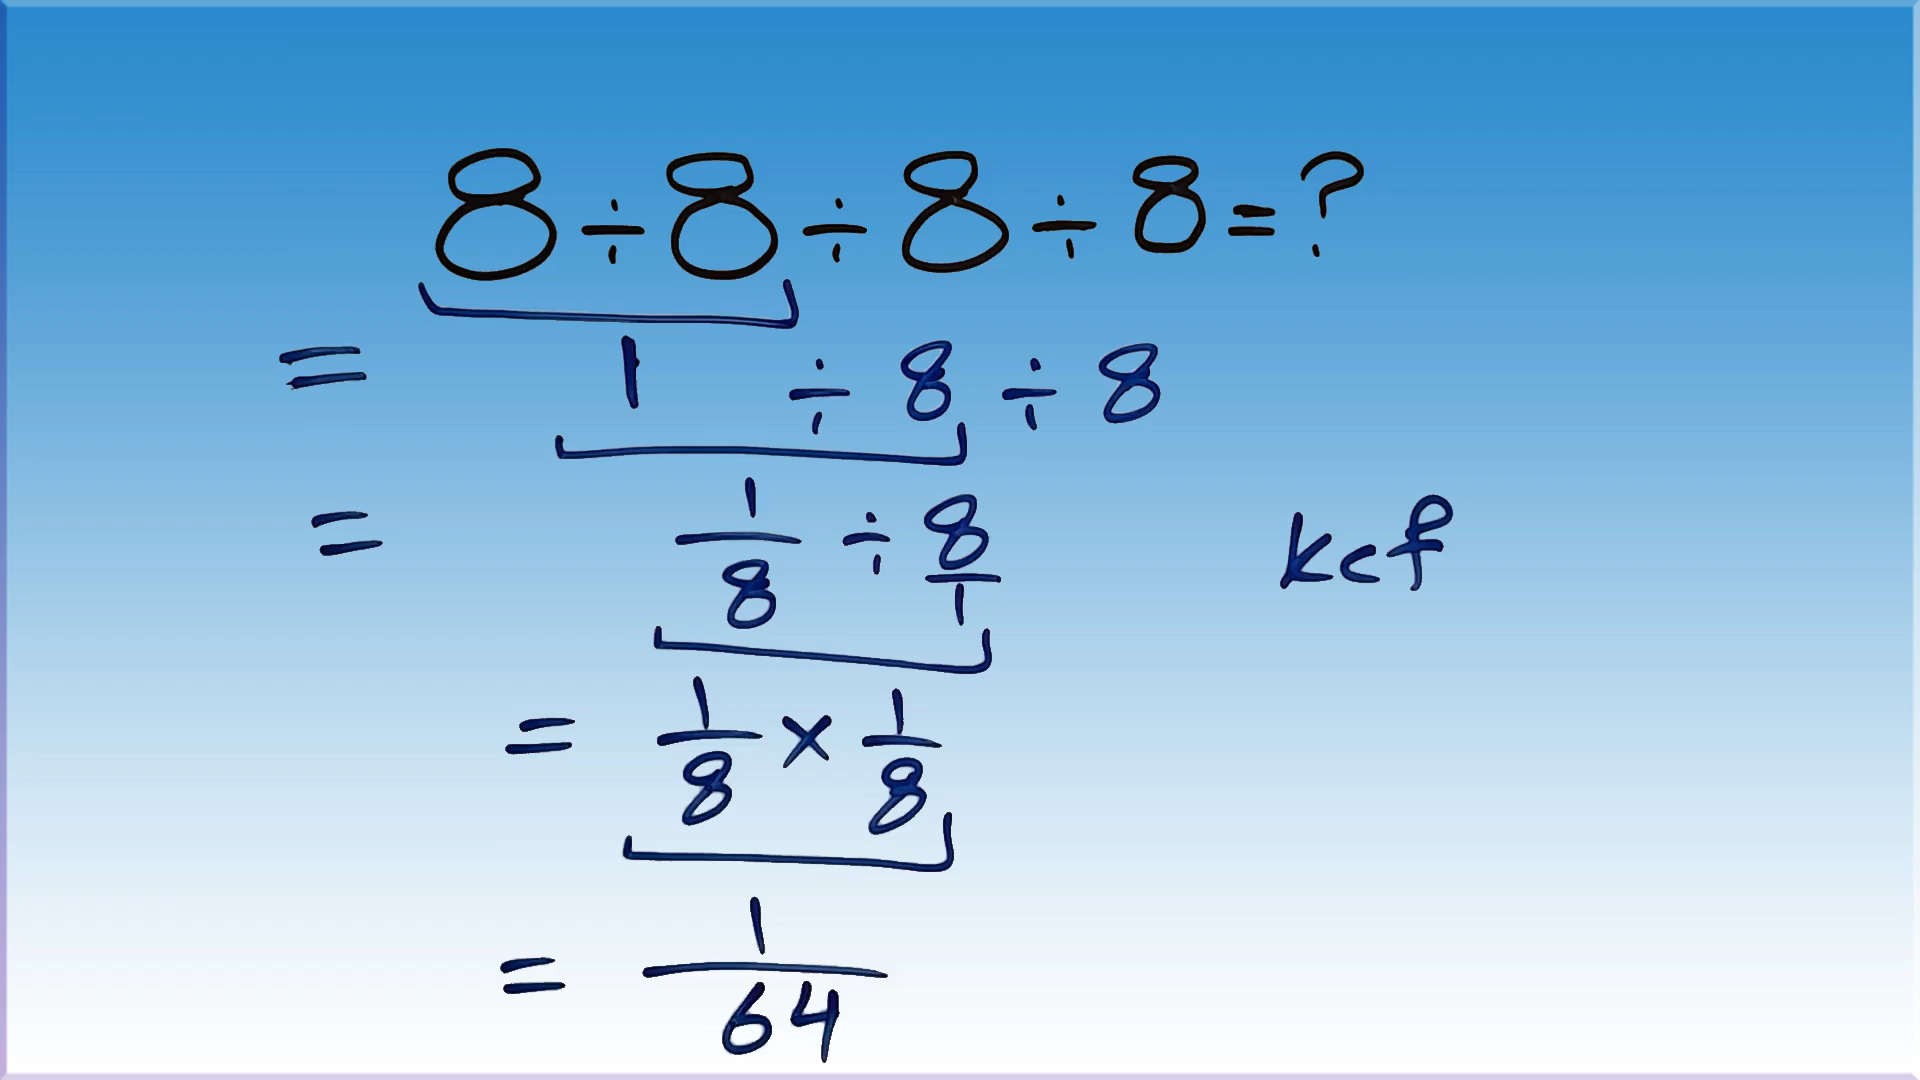 8÷8÷8÷8=?
= 1 ÷ 8 ÷ 8
= 1/8 ÷ 8/1 kcf
= 1/8 × 1/8
= 1/64